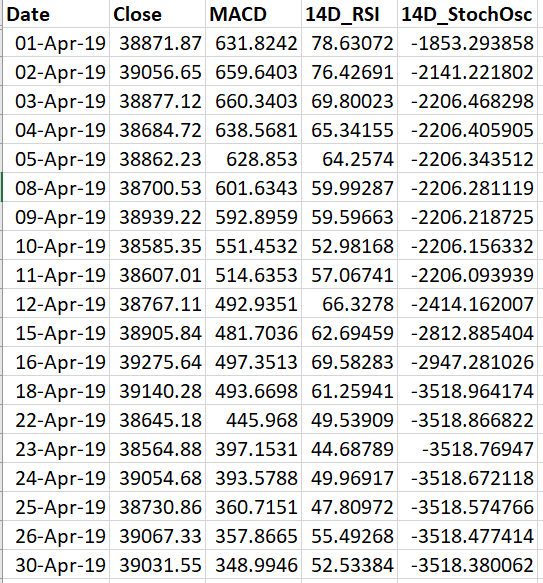 Date Close MACD 14D_RSI 14D_StochOsc
01-Apr-19 38871.87 631.8242 78.63072 -1853.293858
02-Apr-19 39056.65 659.6403 76.42691 -2141.221802
03-Apr-19 38877.12 660.3403 69.80023 -2206.468298
04-Apr-19 38684.72 638.5681 65.34155 -2206.405905
05-Apr-19 38862.23 628.853 64.2574 -2206.343512
08-Apr-19 38700.53 601.6343 59.99287 -2206.281119
09-Apr-19 38939.22 592.8959 59.59663 -2206.218725
10-Apr-19 38585.35 551.4532 52.98168 -2206.156332
11-Apr-19 38607.01 514.6353 57.06741 -2206.093939
12-Apr-19 38767.11 492.9351 66.3278 -2414.162007
15-Apr-19 38905.84 481.7036 62.69459 -2812.885404
16-Apr-19 39275.64 497.3513 69.58283 -2947.281026
18-Apr-19 39140.28 493.6698 61.25941 -3518.964174
22-Apr-19 38645.18 445.968 49.53909 -3518.866822
23-Apr-19 38564.88 397.1531 44.68789 -3518.76947
24-Apr-19 39054.68 393.5788 49.96917 -3518.672118
25-Apr-19 38730.86 360.7151 47.80972 -3518.574766
26-Apr-19 39067.33 357.8665 55.49268 -3518.477414
30-Apr-19 39031.55 348.9946 52.53384 -3518.380062